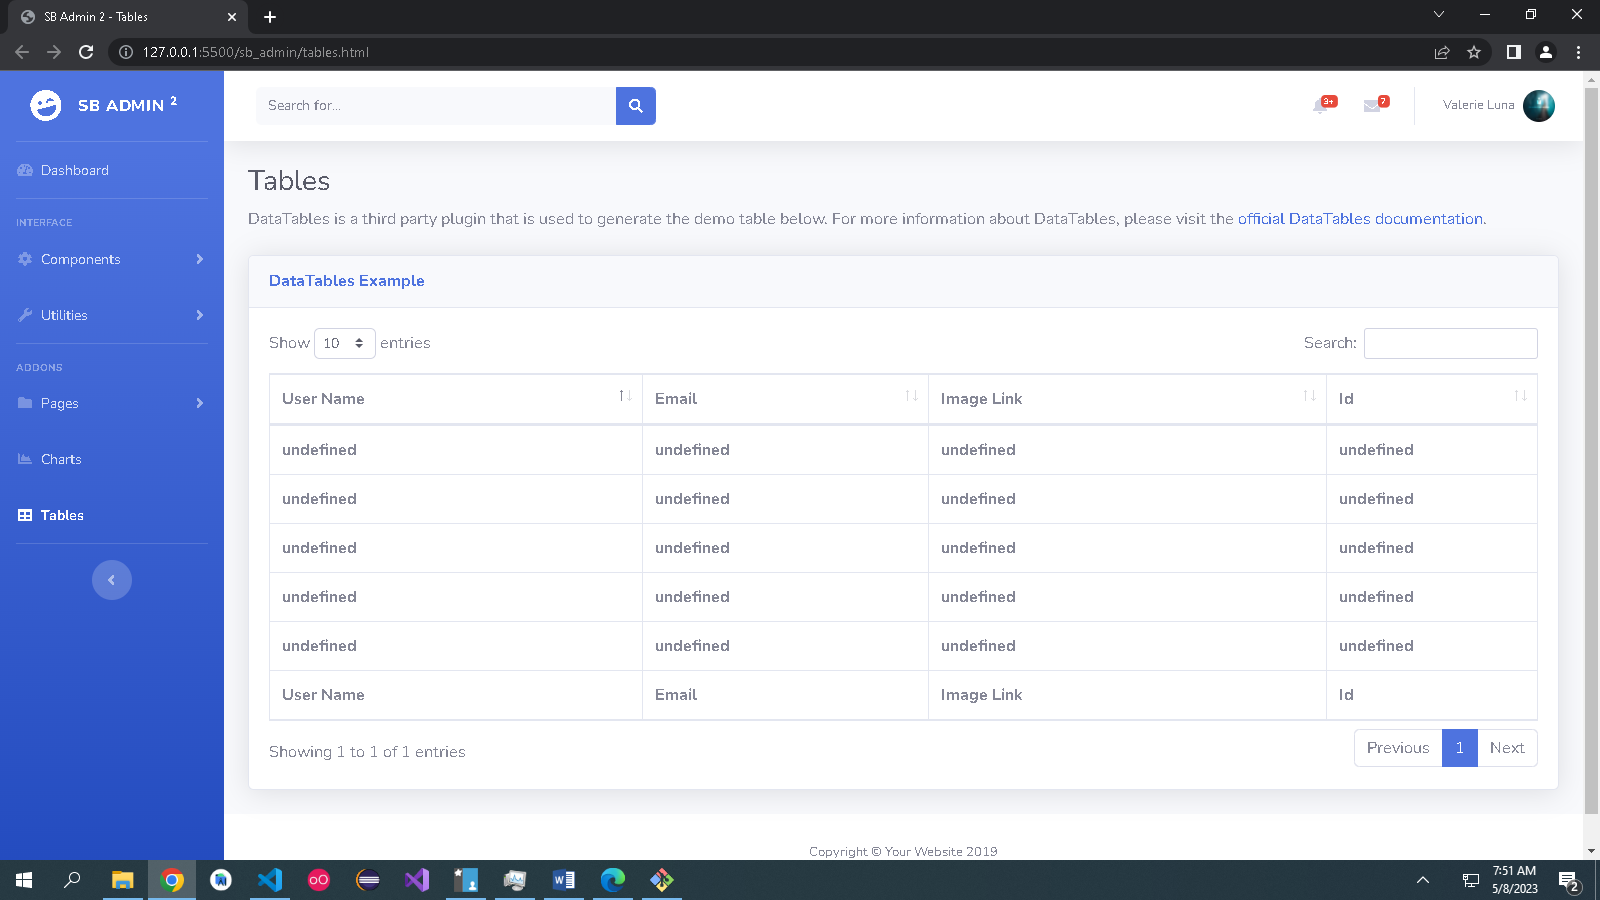 SB Admin 2 - Tables
127.0.0.1:5500/sb_admin/tables.html
SB ADMIN 2
Search for...
3+
7
Valerie Luna
Dashboard
INTERFACE
Components
Utilities
ADDONS
Pages
Charts
Tables
Tables
DataTables is a third party plugin that is used to generate the demo table below. For more information about DataTables, please visit the official DataTables documentation.
DataTables Example
Show 10 entries
Search:
User Name Email Image Link Id
undefined undefined undefined undefined
undefined undefined undefined undefined
undefined undefined undefined undefined
undefined undefined undefined undefined
undefined undefined undefined undefined
User Name Email Image Link Id
Showing 1 to 1 of 1 entries
Previous 1 Next
Copyright © Your Website 2019
7:51 AM
5/8/2023
2